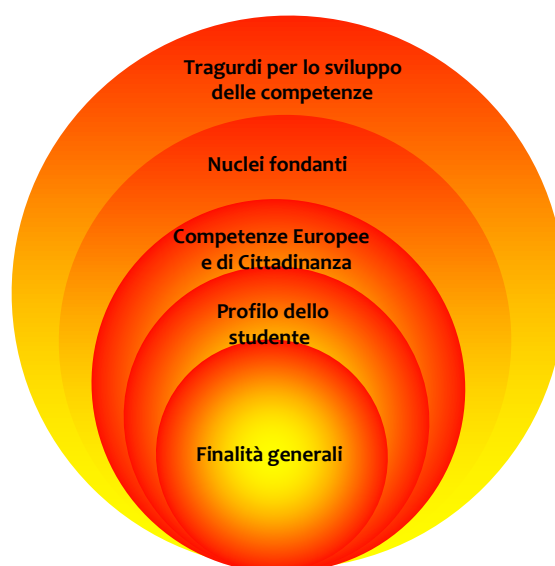 Tragurdi per lo sviluppo
delle competenze
Nuclei fondanti
Competenze Europee
e di Cittadinanza
Profilo dello
studente
Finalità generali